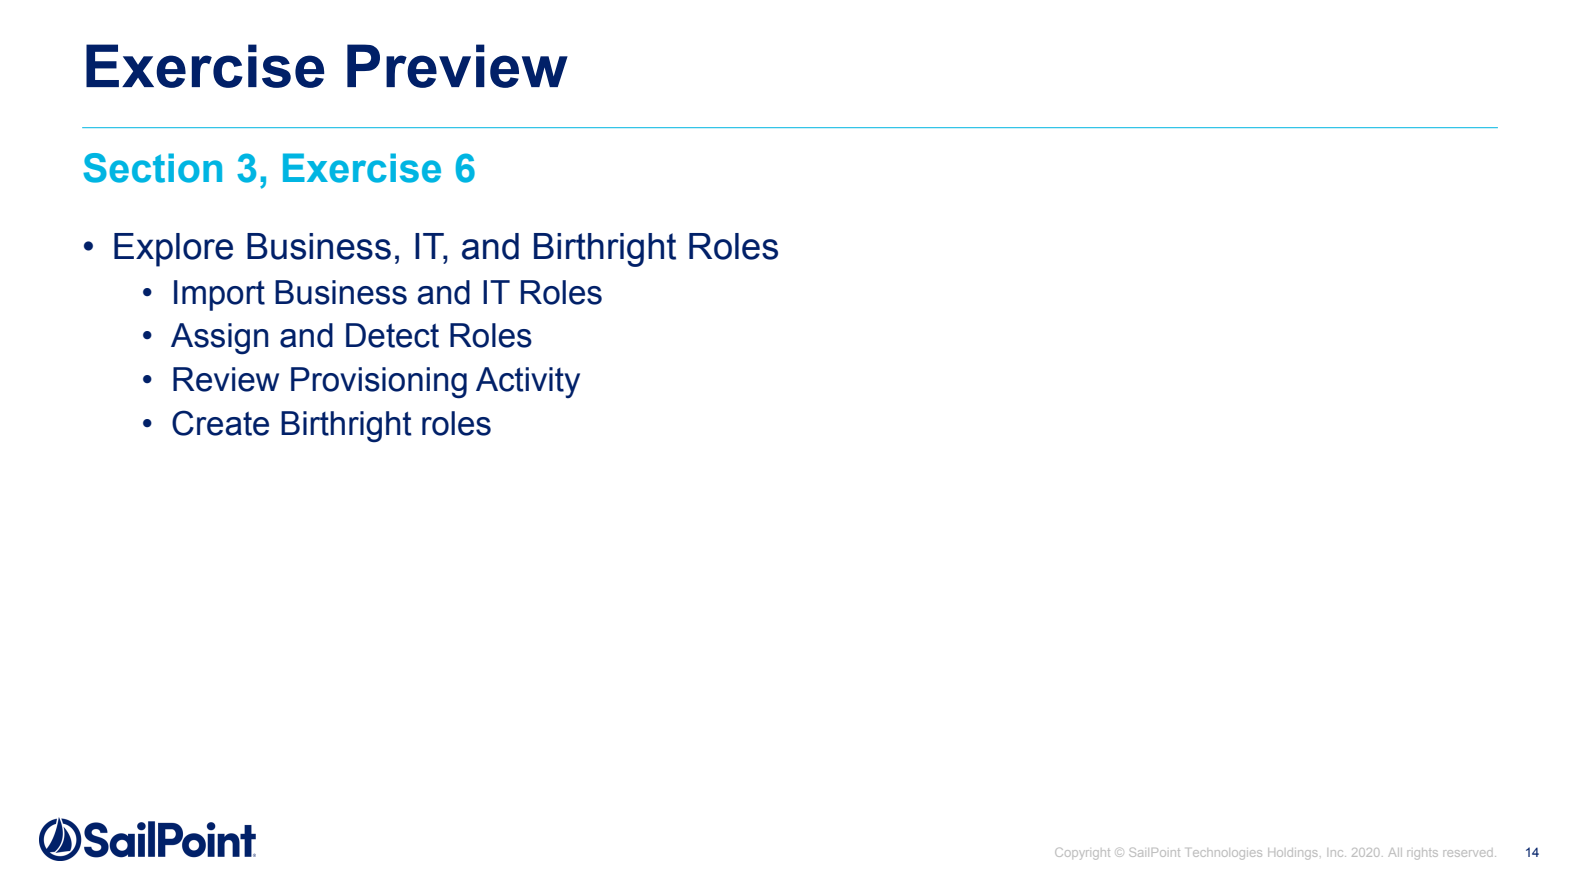 Exercise Preview
Section 3, Exercise 6
• Explore Business, IT, and Birthright Roles
• Import Business and IT Roles
• Assign and Detect Roles
• Review Provisioning Activity
• Create Birthright roles
SailPoint
Copyright © SailPoint Technologies Holdings, Inc. 2020. All rights reserved. 14